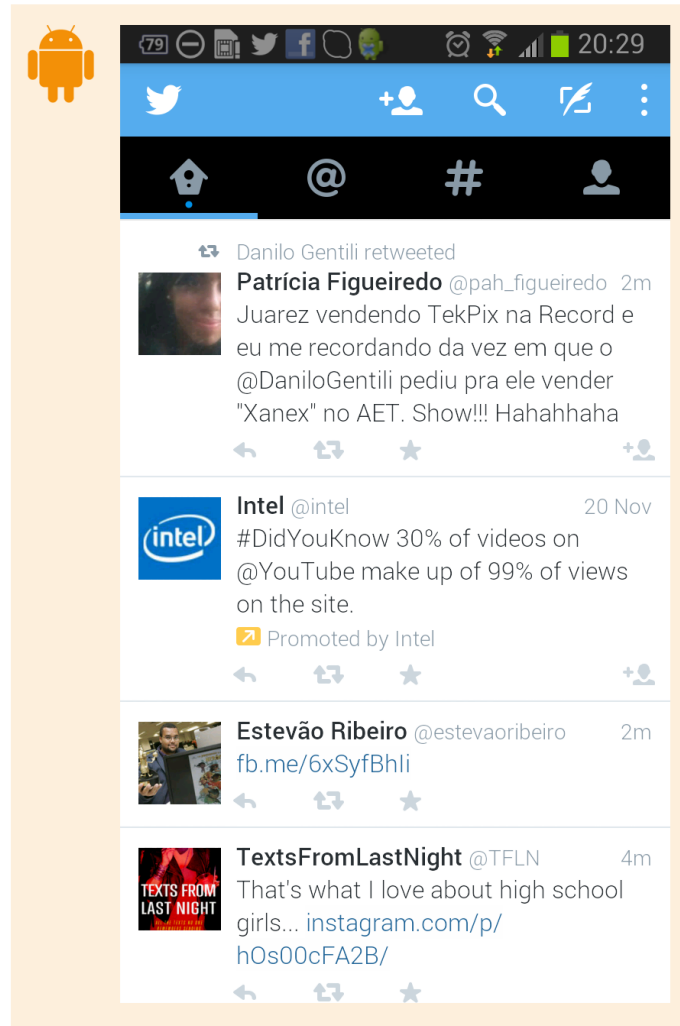 79
20:29
@
#
Danilo Gentili retweeted
Patrícia Figueiredo @pah_figueiredo 2m
Juarez vendendo TekPix na Record e
eu me recordando da vez em que o
@DaniloGentili pediu pra ele vender
"Xanex" no AET. Show!!! Hahahhaha
intel
Intel @intel 20 Nov
#DidYouKnow 30% of videos on
@YouTube make up of 99% of views
on the site.
Promoted by Intel
Estevão Ribeiro @estevaoribeiro 2m
fb.me/6xSyfBhIi
TEXTS FROM
LAST NIGHT
TextsFromLastNight @TFLN 4m
That's what I love about high school
girls... instagram.com/p/
hOs00cFA2B/